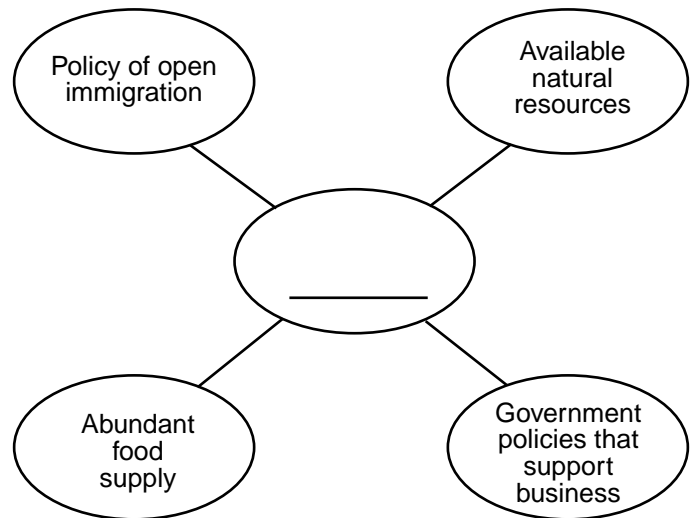 Policy of open
immigration
Available
natural
resources
Abundant
food
supply
Government
policies that
support
business